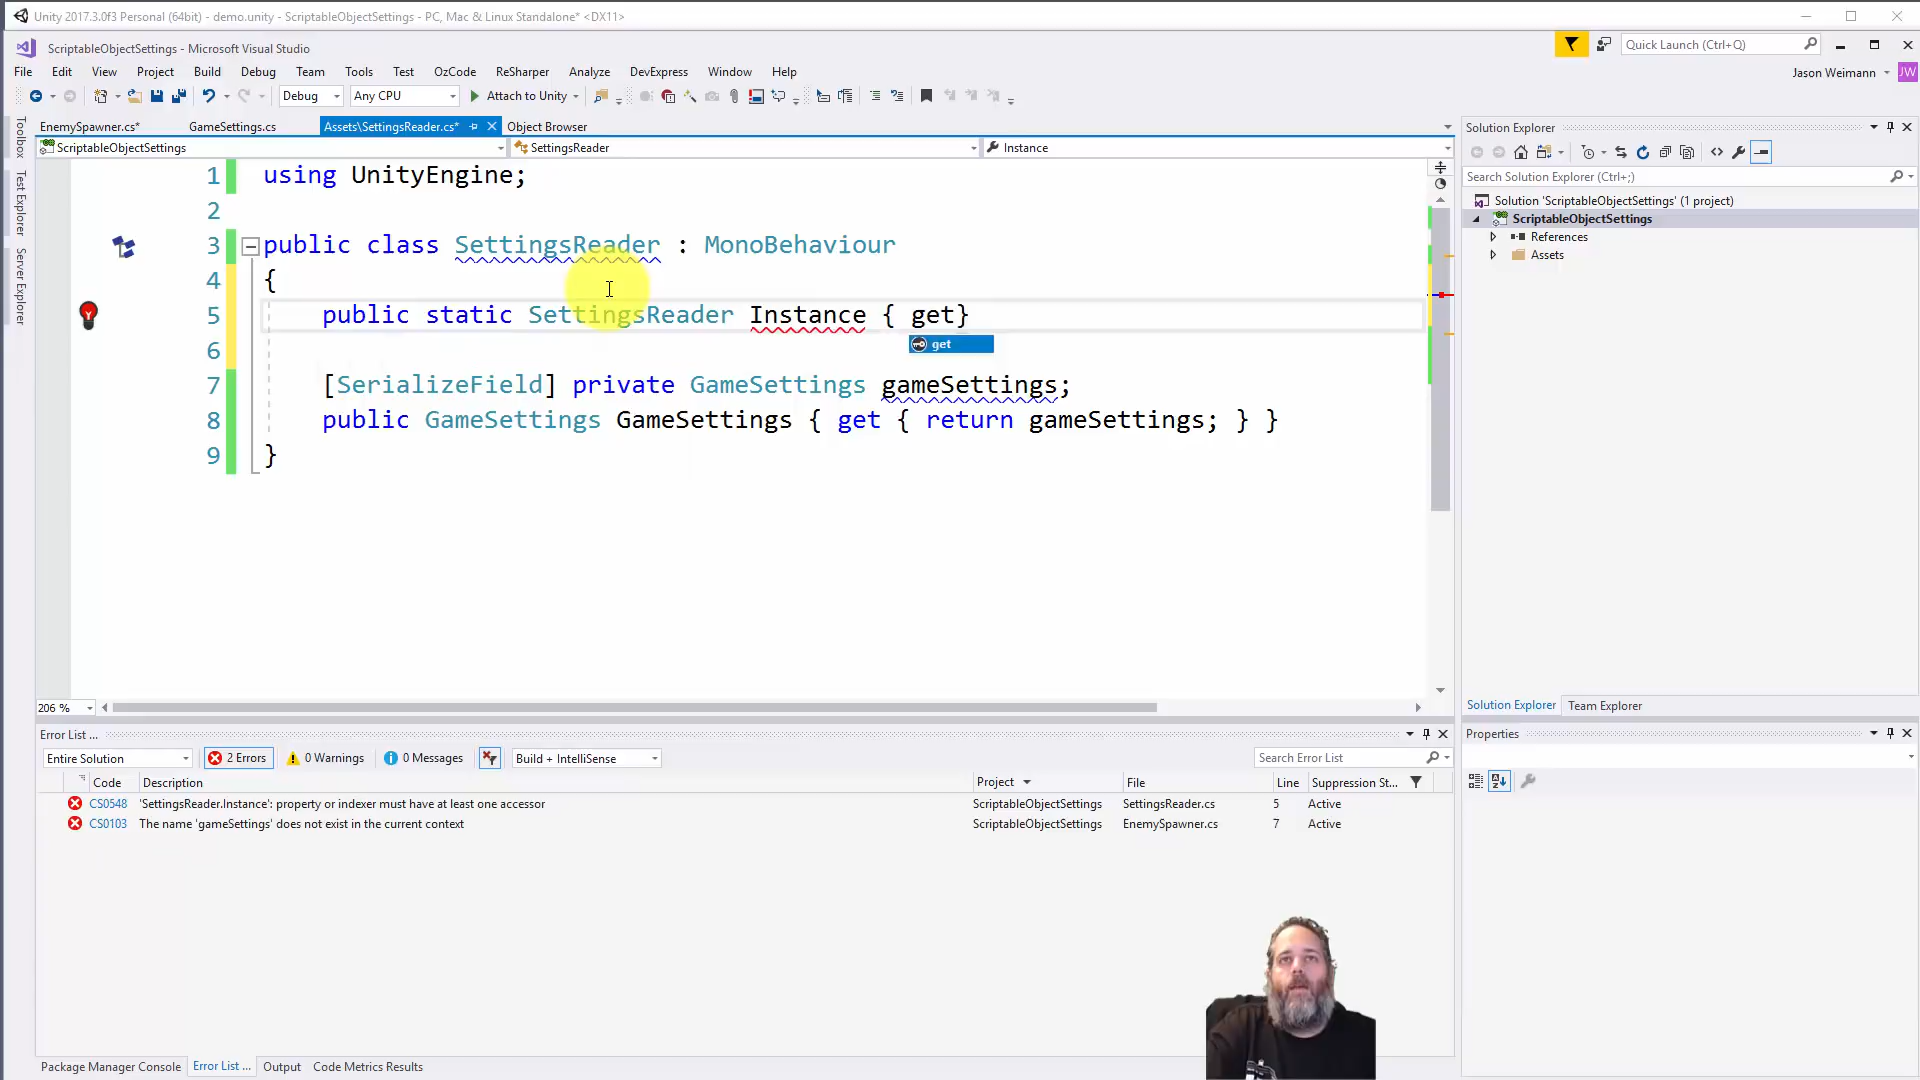 Unity 2017.3.0f3 Personal (64bit) - demo.unity - ScriptableObjectSettings - PC, Mac & Linux Standalone* <DX11>
ScriptableObjectSettings - Microsoft Visual Studio
Quick Launch (Ctrl+Q)
File Edit View Project Build Debug Team Tools Test OzCode ReSharper Analyze DevExpress Window Help
Jason Weimann JW
Debug Any CPU Attach to Unity
EnemySpawner.cs* GameSettings.cs Assets\SettingsReader.cs* Object Browser
ScriptableObjectSettings SettingsReader Instance
Toolbox
Test Explorer
Server Explorer
1 using UnityEngine;
2
3 public class SettingsReader : MonoBehaviour
4 {
5 public static SettingsReader Instance { get}
get
6
7 [SerializeField] private GameSettings gameSettings;
8 public GameSettings GameSettings { get { return gameSettings; } }
9 }
206 %
Solution Explorer
Search Solution Explorer (Ctrl+;)
Solution 'ScriptableObjectSettings' (1 project)
ScriptableObjectSettings
References
Assets
Solution Explorer Team Explorer
Properties
Error List ...
Entire Solution 2 Errors 0 Warnings 0 Messages Build + IntelliSense Search Error List
Code Description Project File Line Suppression St...
CS0548 'SettingsReader.Instance': property or indexer must have at least one accessor ScriptableObjectSettings SettingsReader.cs 5 Active
CS0103 The name 'gameSettings' does not exist in the current context ScriptableObjectSettings EnemySpawner.cs 7 Active
Package Manager Console Error List ... Output Code Metrics Results